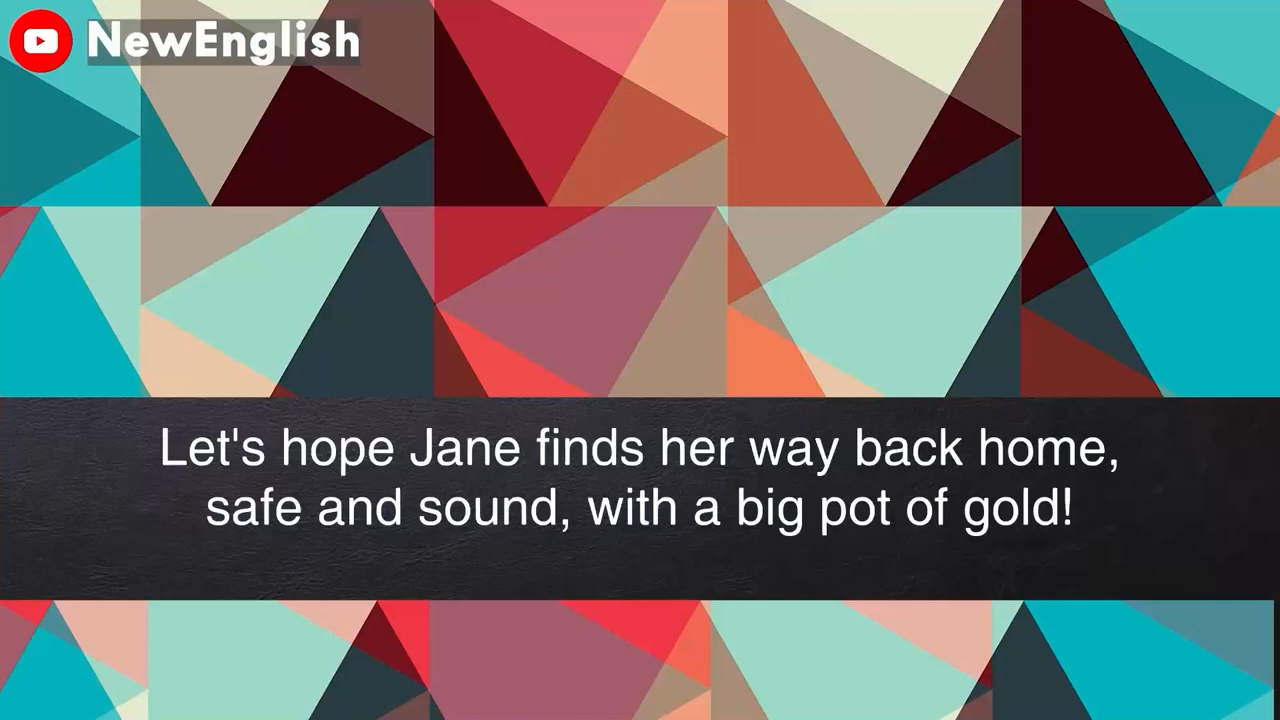 NewEnglish
Let's hope Jane finds her way back home,
safe and sound, with a big pot of gold!